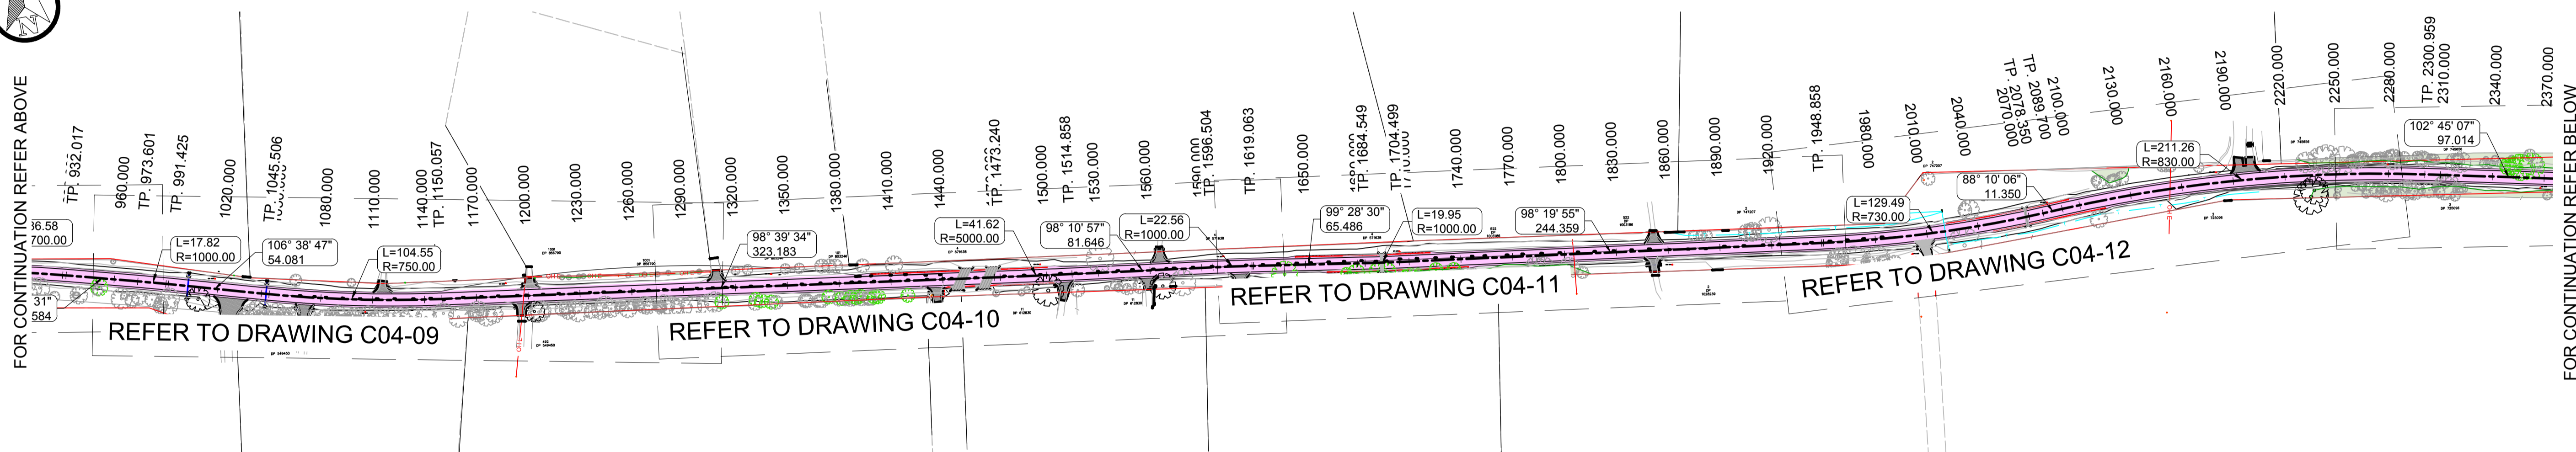 N
FOR CONTINUATION REFER ABOVE
TP. 932.017
960.000
TP. 973.601
TP. 991.425
1020.000
TP. 1045.506
1080.000
1110.000
1140.000
TP. 1150.057
1170.000
1200.000
1230.000
1260.000
1290.000
1320.000
1350.000
1380.000
1410.000
1440.000
TP. 1473.240
1500.000
TP. 1514.858
1530.000
1560.000
1590.000
TP. 1596.504
TP. 1619.063
1650.000
TP. 1684.549
TP. 1704.499
1710.000
1740.000
1770.000
1800.000
1830.000
1860.000
1890.000
1920.000
TP. 1948.858
1980.000
2010.000
2040.000
2070.000
TP. 2078.350
TP. 2089.700
2100.000
2130.000
2160.000
2190.000
2220.000
2250.000
2280.000
TP. 2300.959
2310.000
2340.000
2370.000
700.00
31"
584
L=17.82
R=1000.00
106° 38' 47"
54.081
L=104.55
R=750.00
98° 39' 34"
323.183
L=41.62
R=5000.00
98° 10' 57"
81.646
L=22.56
R=1000.00
99° 28' 30"
65.486
L=19.95
R=1000.00
98° 19' 55"
244.359
L=129.49
R=730.00
88° 10' 06"
11.350
L=211.26
R=830.00
102° 45' 07"
97.014
REFER TO DRAWING C04-09
REFER TO DRAWING C04-10
REFER TO DRAWING C04-11
REFER TO DRAWING C04-12
FOR CONTINUATION REFER BELOW